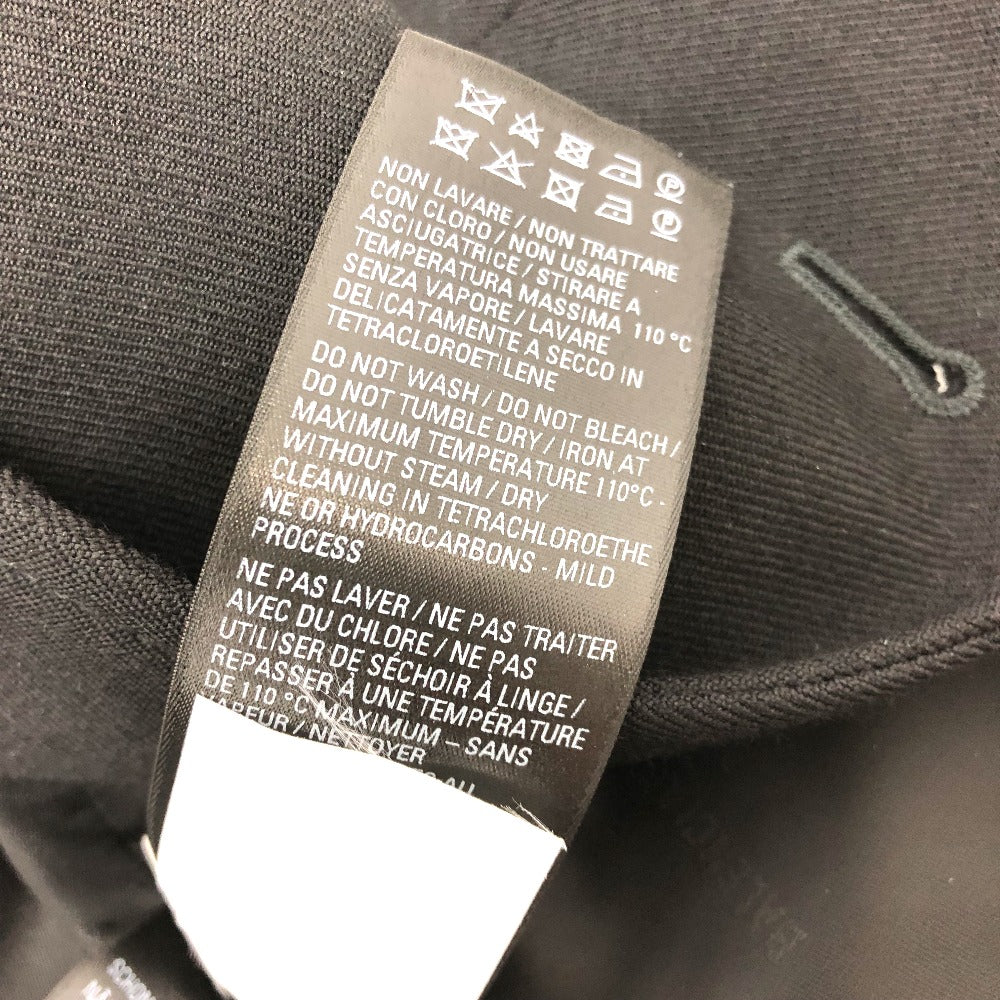 NON LAVARE / NON TRATTARE
CON CLORO / NON USARE
ASCIUGATRICE / STIRARE A
TEMPERATURA MASSIMA 110 °C
SENZA VAPORE / LAVARE
DELICATAMENTE A SECCO IN
TETRACLOROETILENE
DO NOT WASH / DO NOT BLEACH /
DO NOT TUMBLE DRY / IRON AT
MAXIMUM TEMPERATURE 110°C -
WITHOUT STEAM / DRY
CLEANING IN TETRACHLOROETHE
NE OR HYDROCARBONS - MILD
PROCESS
NE PAS LAVER / NE PAS TRAITER
AVEC DU CHLORE / NE PAS
UTILISER DE SÉCHOIR À LINGE /
REPASSER À UNE TEMPÉRATURE
DE 110 °C MAXIMUM – SANS
VAPEUR / NETTOYER
AU